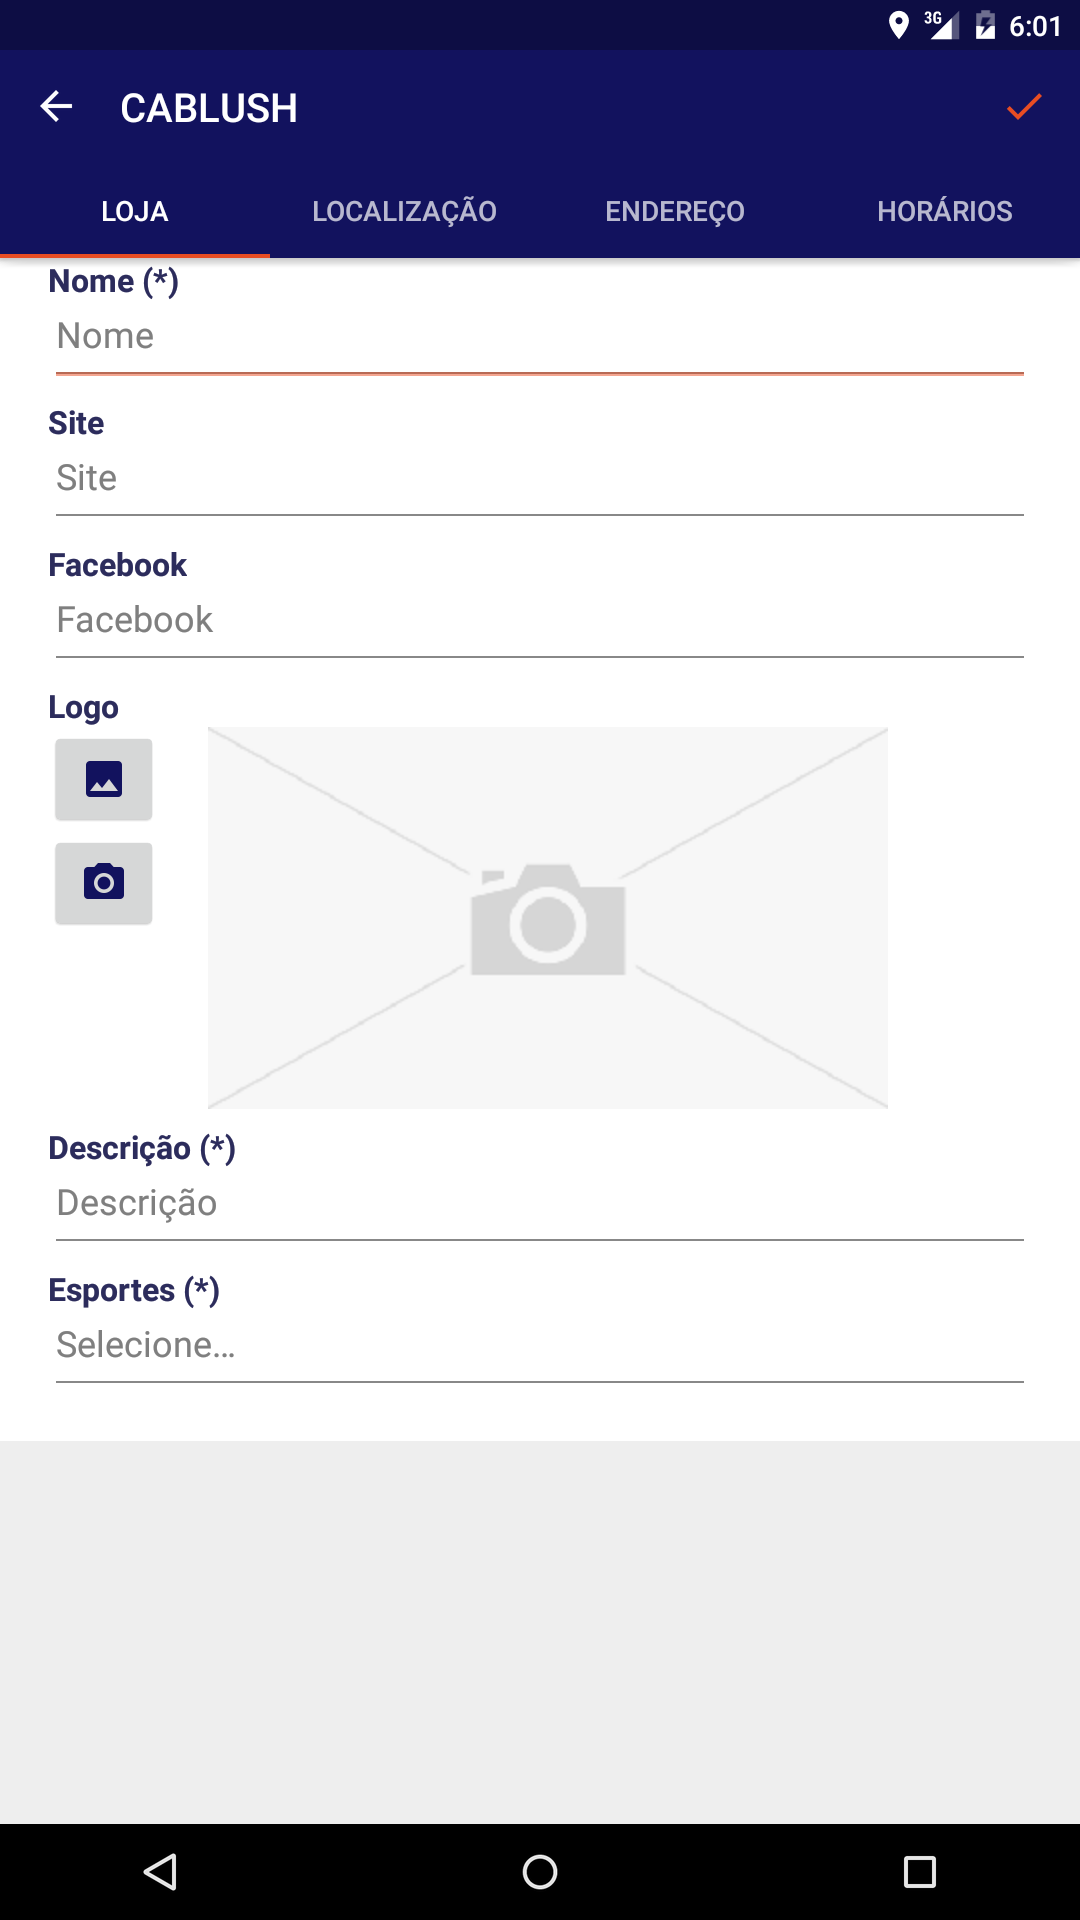 3G 6:01
CABLUSH
LOJA LOCALIZAÇÃO ENDEREÇO HORÁRIOS
Nome (*)
Nome
Site
Site
Facebook
Facebook
Logo
Descrição (*)
Descrição
Esportes (*)
Selecione...